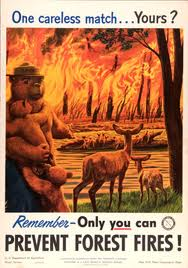 One careless match... Yours?
Remember-Only you can
PREVENT FOREST FIRES!